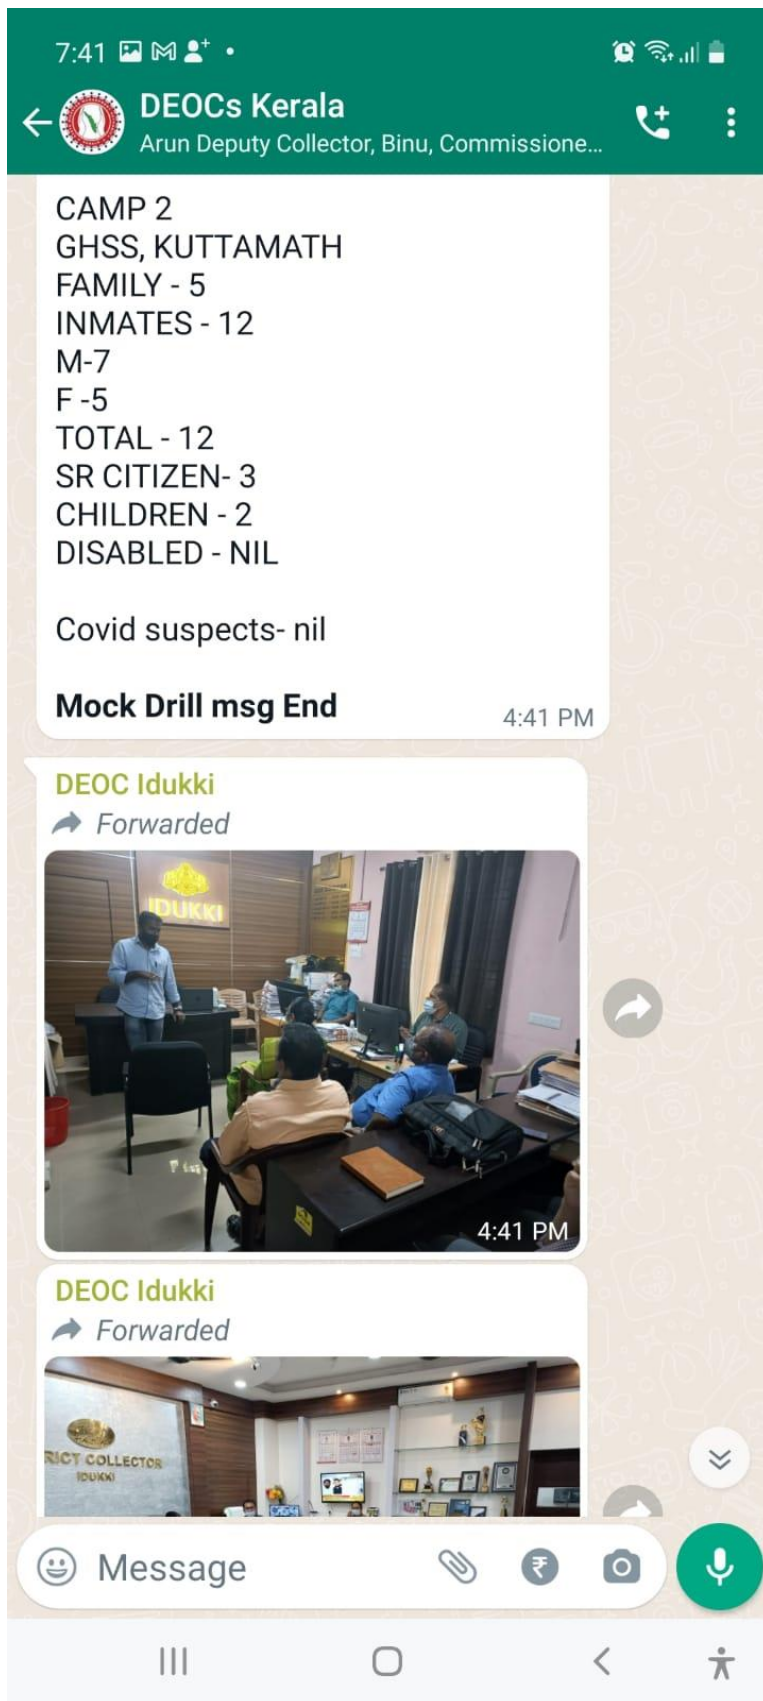 7:41
DEOCs Kerala
Arun Deputy Collector, Binu, Commissione...
CAMP 2
GHSS, KUTTAMATH
FAMILY - 5
INMATES - 12
M-7
F -5
TOTAL - 12
SR CITIZEN- 3
CHILDREN - 2
DISABLED - NIL
Covid suspects- nil
Mock Drill msg End
4:41 PM
DEOC Idukki
Forwarded
IDUKKI
4:41 PM
DEOC Idukki
Forwarded
RICT COLLECTOR
IDUKKI
Message